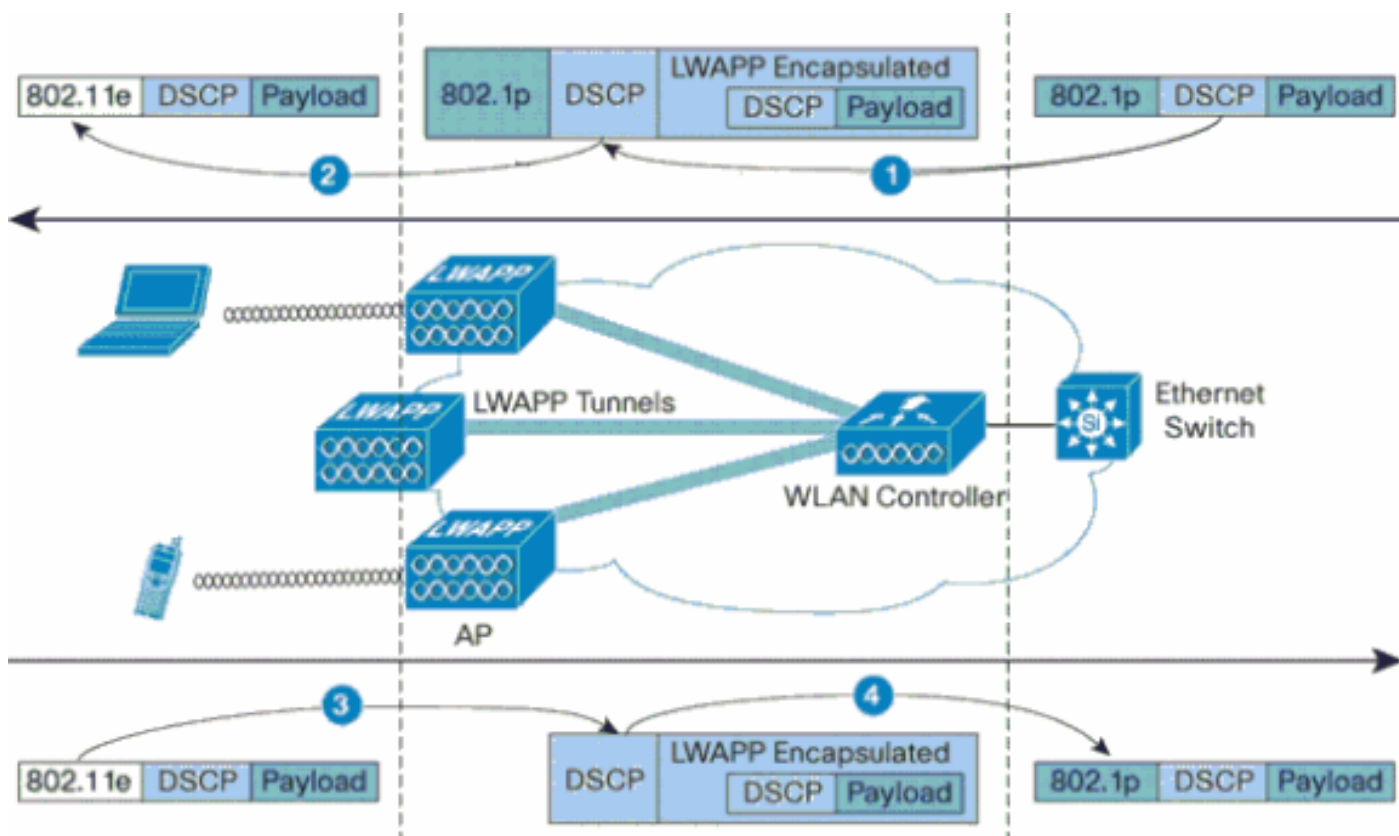 802.11e DSCP Payload
802.1p DSCP LWAPP Encapsulated
DSCP Payload
802.1p DSCP Payload
2
1
LWAPP
LWAPP
LWAPP Tunnels
SI
Ethernet
Switch
WLAN Controller
LWAPP
AP
3
4
802.11e DSCP Payload
DSCP LWAPP Encapsulated
DSCP Payload
802.1p DSCP Payload